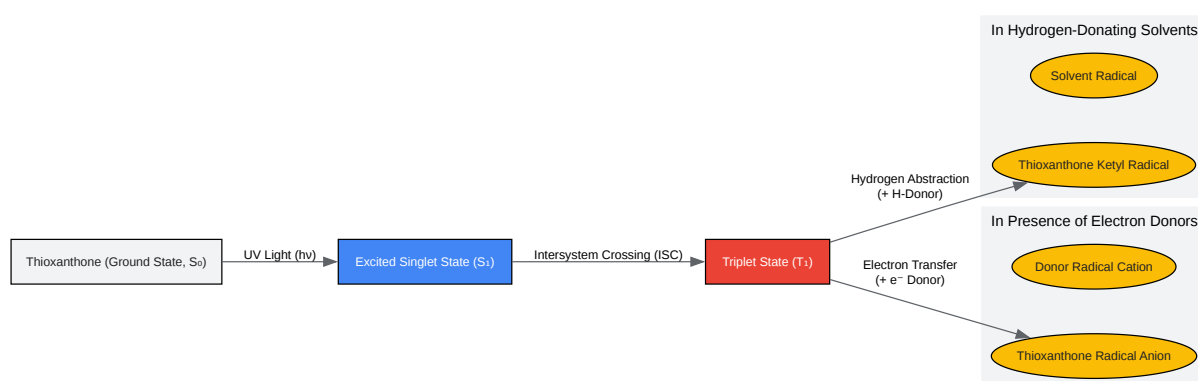 In Hydrogen-Donating Solvents
Solvent Radical
Thioxanthone Ketyl Radical
Hydrogen Abstraction
(+ H-Donor)
In Presence of Electron Donors
Thioxanthone (Ground State, S₀)
UV Light (hν)
Excited Singlet State (S₁)
Intersystem Crossing (ISC)
Triplet State (T₁)
Electron Transfer
(+ e⁻ Donor)
Donor Radical Cation
Thioxanthone Radical Anion